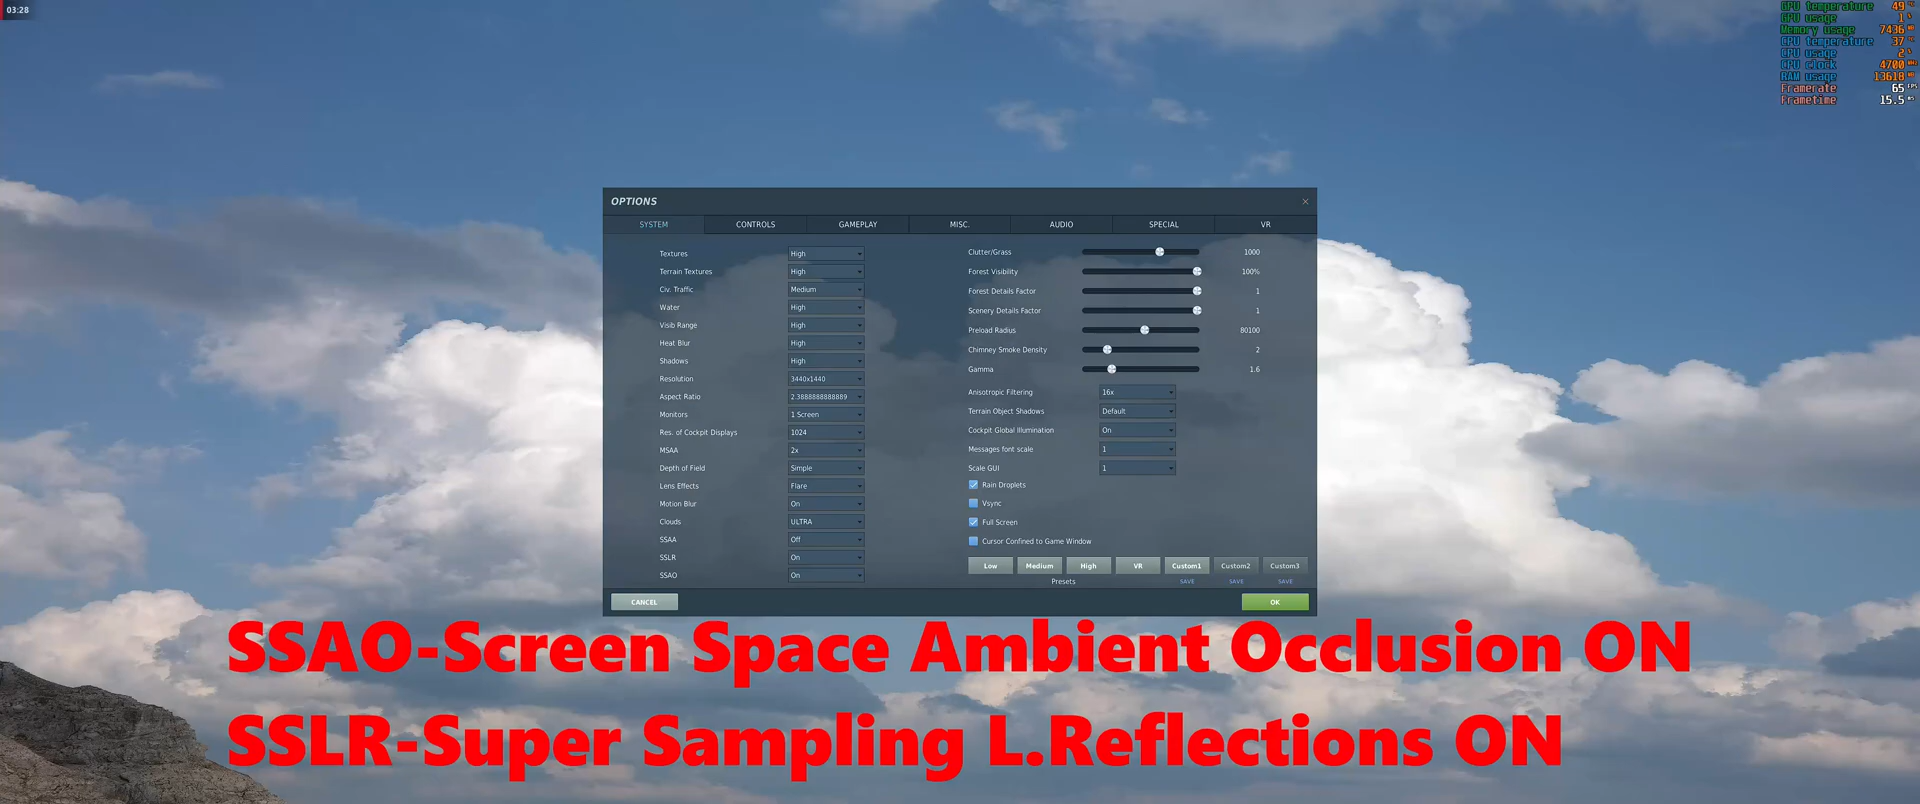 03:28
GPU temperature 49 °C
GPU usage 1 %
Memory usage 7436 MB
CPU temperature 37 °C
CPU usage 2 %
CPU clock 4700 MHz
RAM usage 13618 MB
Framerate 65 FPS
Frametime 15.5 ms
OPTIONS
SYSTEM CONTROLS GAMEPLAY MISC. AUDIO SPECIAL VR
Textures High
Terrain Textures High
Civ. Traffic Medium
Water High
Visib Range High
Heat Blur High
Shadows High
Resolution 3440x1440
Aspect Ratio 2.3888888888889
Monitors 1 Screen
Res. of Cockpit Displays 1024
MSAA 2x
Depth of Field Simple
Lens Effects Flare
Motion Blur On
Clouds ULTRA
SSAA Off
SSLR On
SSAO On
Clutter/Grass 1000
Forest Visibility 100%
Forest Details Factor 1
Scenery Details Factor 1
Preload Radius 80100
Chimney Smoke Density 2
Gamma 1.6
Anisotropic Filtering 16x
Terrain Object Shadows Default
Cockpit Global Illumination On
Messages font scale 1
Scale GUI 1
Rain Droplets
Vsync
Full Screen
Cursor Confined to Game Window
Low Medium High VR Custom1 Custom2 Custom3
Presets SAVE SAVE SAVE
CANCEL OK
SSAO-Screen Space Ambient Occlusion ON
SSLR-Super Sampling L.Reflections ON